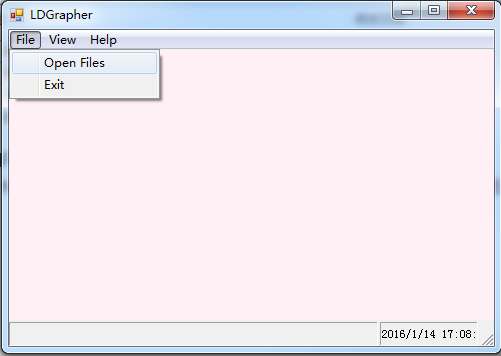 LDGrapher
File View Help
Open Files
Exit
2016/1/14 17:08: